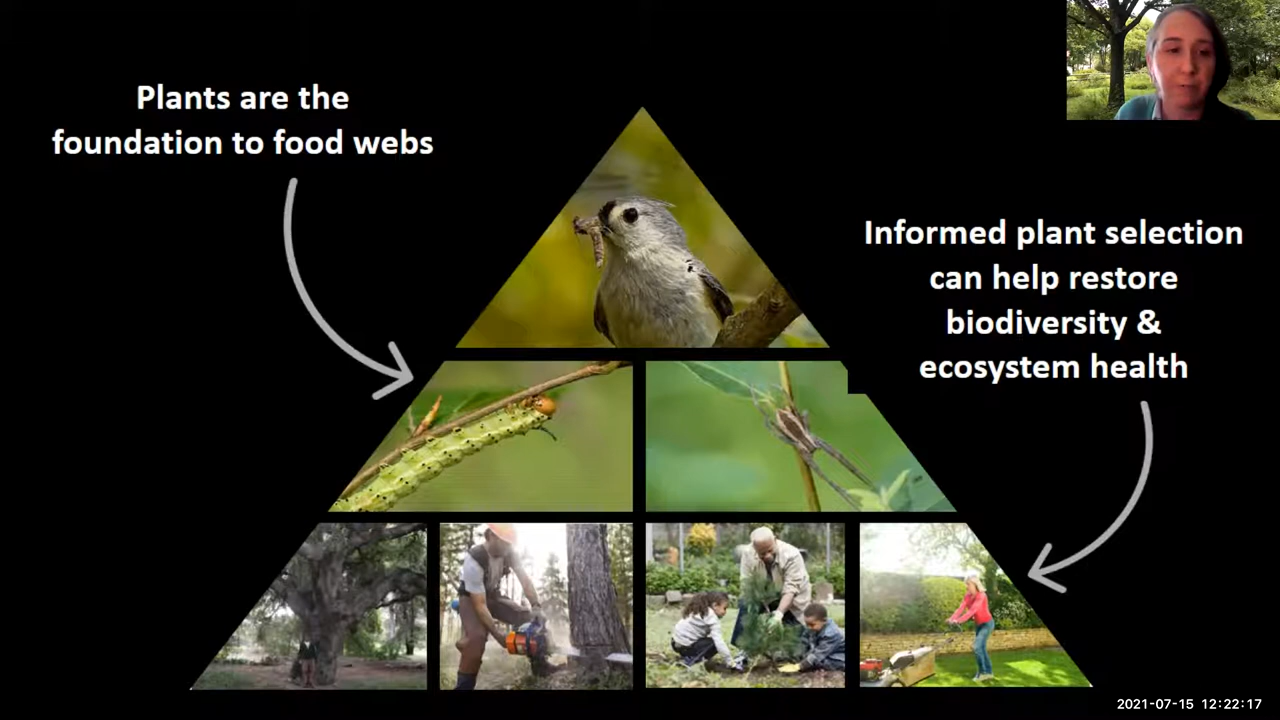 Plants are the
foundation to food webs
Informed plant selection
can help restore
biodiversity &
ecosystem health
2021-07-15 12:22:17